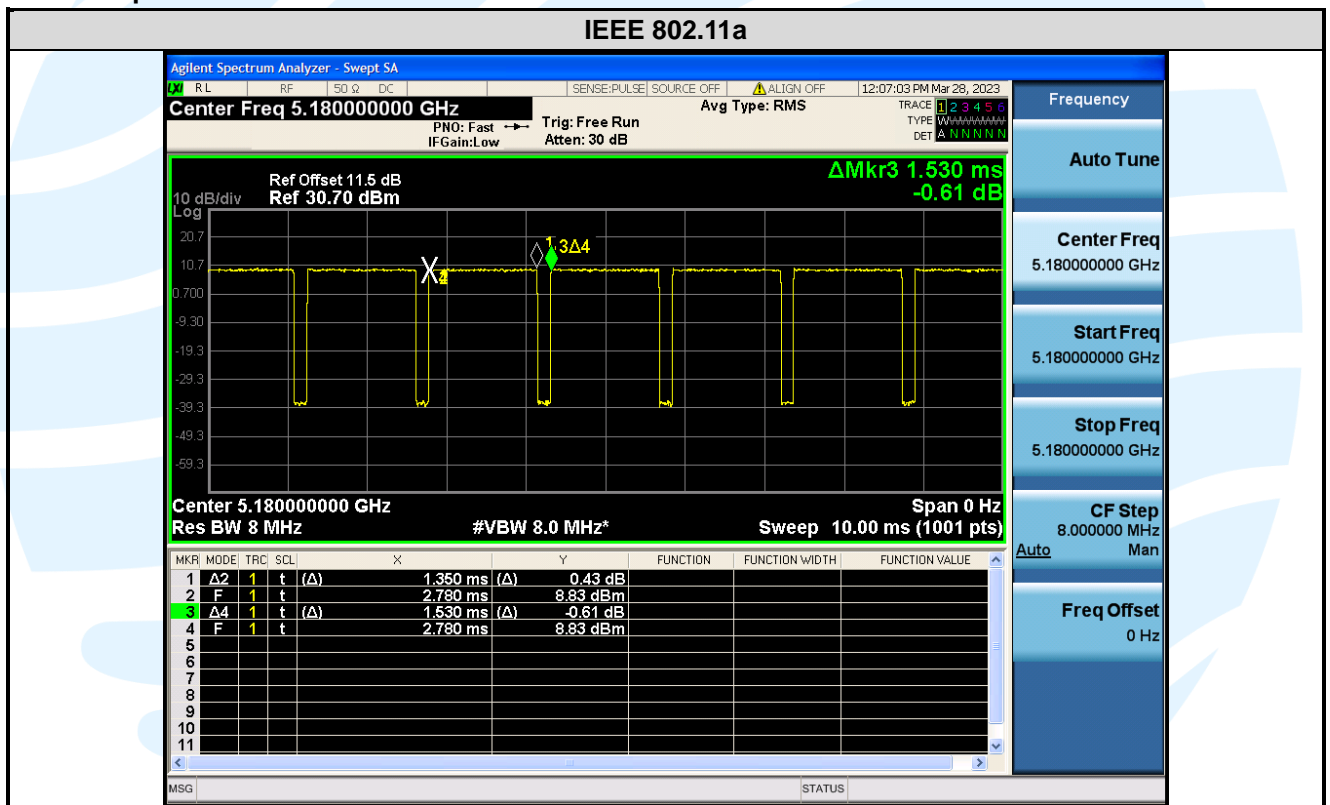 IEEE 802.11a
Agilent Spectrum Analyzer - Swept SA
LXI RL RF 50 Ω DC SENSE:PULSE SOURCE OFF ALIGN OFF 12:07:03 PM Mar 28, 2023
Center Freq 5.180000000 GHz
Avg Type: RMS
TRACE 1 2 3 4 5 6
PNO: Fast Trig: Free Run
TYPE
IFGain:Low Atten: 30 dB
DET A N N N N N
ΔMkr3 1.530 ms
-0.61 dB
Ref Offset 11.5 dB
10 dB/div Ref 30.70 dBm
Log
20.7
10.7
0.700
-9.30
-19.3
-29.3
-39.3
-49.3
-59.3
3Δ4
Center 5.180000000 GHz Span 0 Hz
Res BW 8 MHz #VBW 8.0 MHz* Sweep 10.00 ms (1001 pts)
MKR MODE TRC SCL X Y FUNCTION FUNCTION WIDTH FUNCTION VALUE
1 Δ2 1 t (Δ) 1.350 ms (Δ) 0.43 dB
2 F 1 t 2.780 ms 8.83 dBm
3 Δ4 1 t (Δ) 1.530 ms (Δ) -0.61 dB
4 F 1 t 2.780 ms 8.83 dBm
5
6
7
8
9
10
11
MSG STATUS
Frequency
Auto Tune
Center Freq
5.180000000 GHz
Start Freq
5.180000000 GHz
Stop Freq
5.180000000 GHz
CF Step
8.000000 MHz
Auto Man
Freq Offset
0 Hz